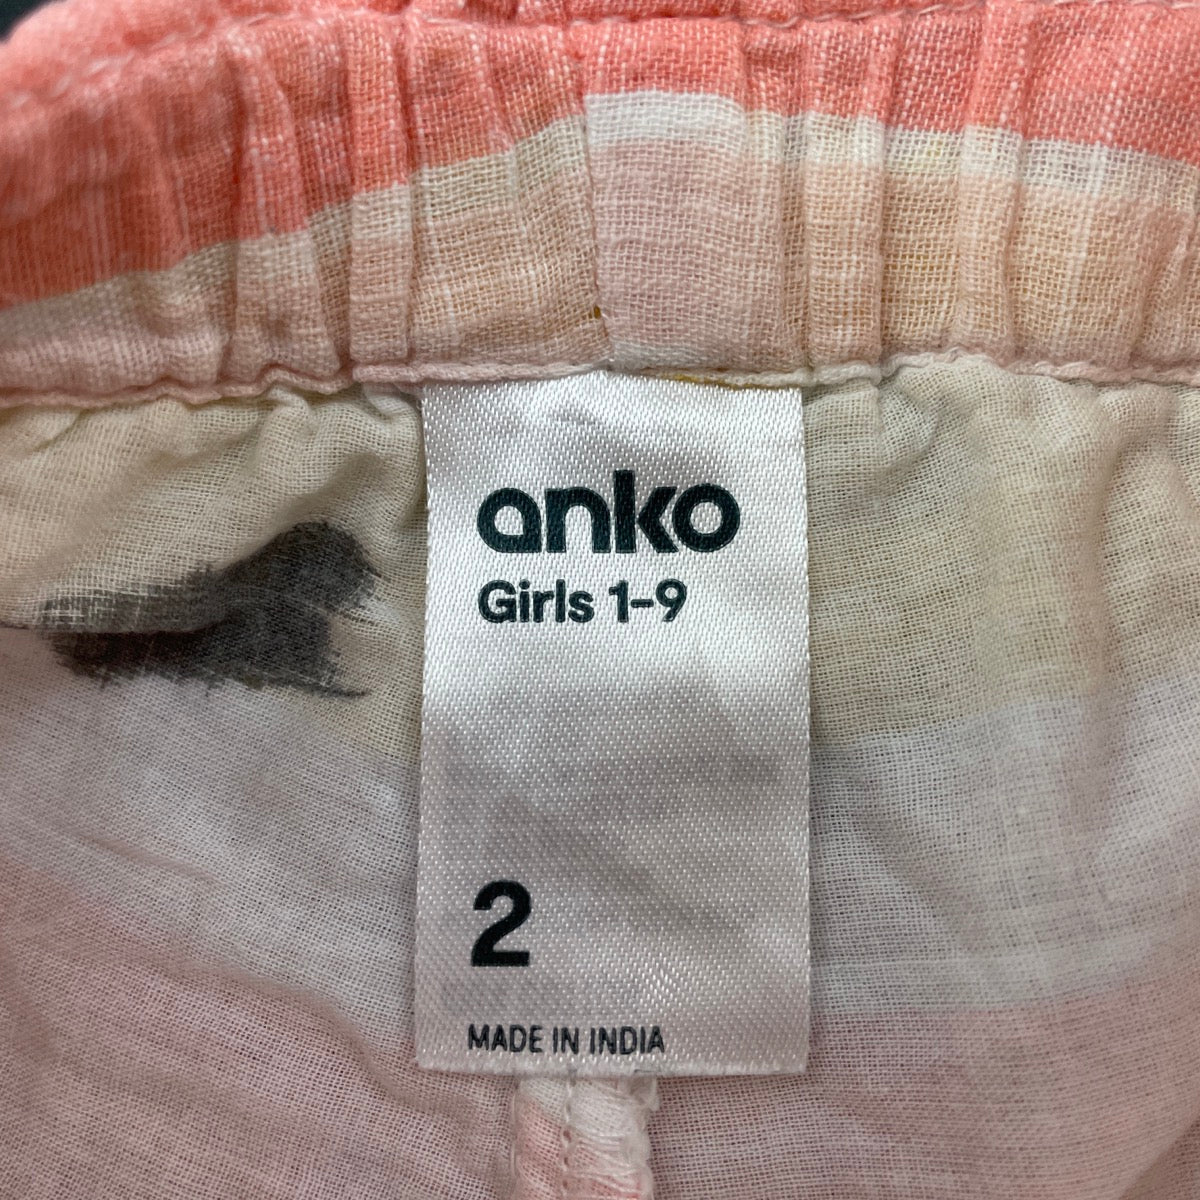 anko
Girls 1-9
2
MADE IN INDIA